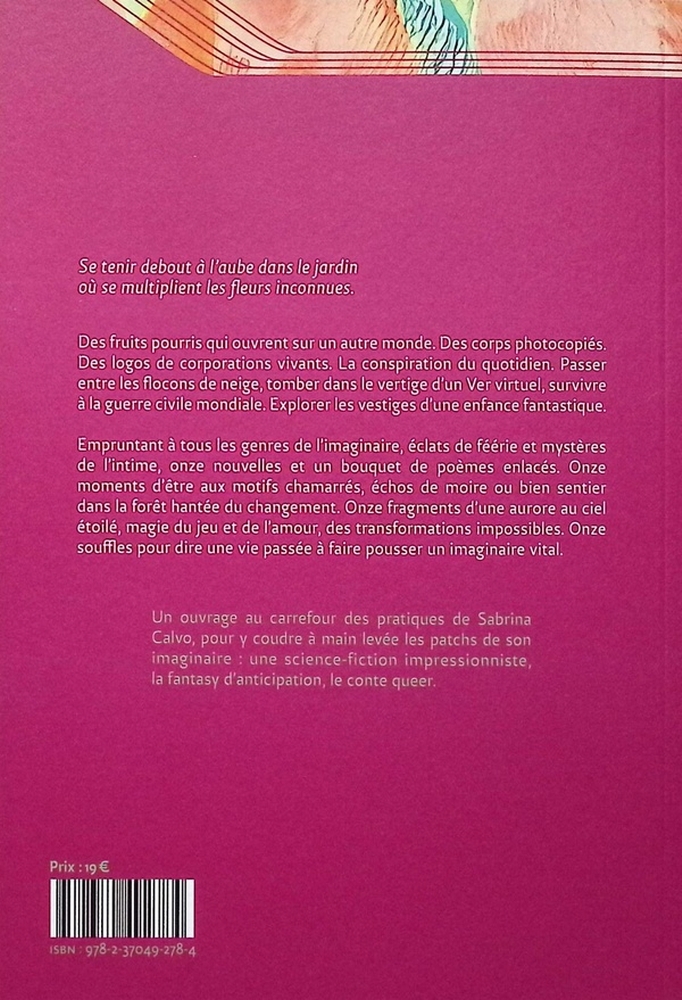 Se tenir debout à l'aube dans le jardin
où se multiplient les fleurs inconnues.
Des fruits pourris qui ouvrent sur un autre monde. Des corps photocopiés.
Des logos de corporations vivants. La conspiration du quotidien. Passer
entre les flocons de neige, tomber dans le vertige d'un Ver virtuel, survivre
à la guerre civile mondiale. Explorer les vestiges d'une enfance fantastique.
Empruntant à tous les genres de l'imaginaire, éclats de féérie et mystères
de l'intime, onze nouvelles et un bouquet de poèmes enlacés. Onze
moments d'être aux motifs chamarrés, échos de moire ou bien sentier
dans la forêt hantée du changement. Onze fragments d'une aurore au ciel
étoilé, magie du jeu et de l'amour, des transformations impossibles. Onze
souffles pour dire une vie passée à faire pousser un imaginaire vital.
Un ouvrage au carrefour des pratiques de Sabrina
Calvo, pour y coudre à main levée les patchs de son
imaginaire : une science-fiction impressionniste,
la fantasy d'anticipation, le conte queer.
Prix : 19 €
ISBN : 978-2-37049-278-4